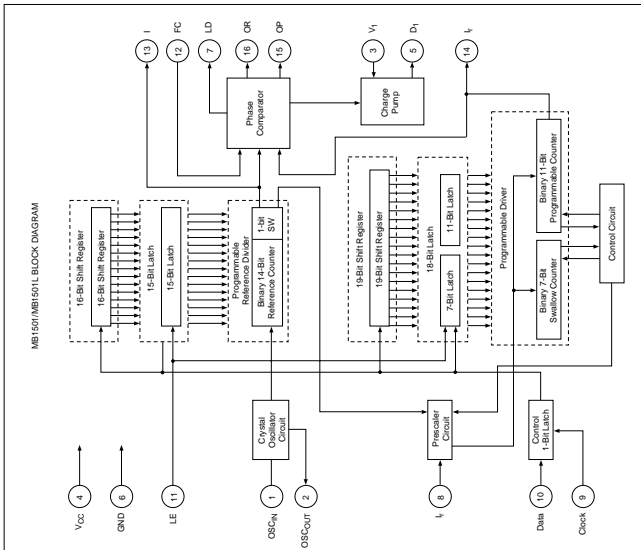 MB1501/MB1501L BLOCK DIAGRAM
I
FC
LD
OR
OP
V1
D1
Ir
13
12
7
16
15
3
5
14
Phase
Comparator
Charge
Pump
16-Bit Shift Register
16-Bit Shift Register
15-Bit Latch
15-Bit Latch
Programmable
Reference Divider
Binary 14-Bit
Reference Counter
1-bit
SW
19-Bit Shift Register
19-Bit Shift Register
18-Bit Latch
7-Bit Latch
11-Bit Latch
Programmable Driver
Binary 7-Bit
Swallow Counter
Binary 11-Bit
Programmable Counter
Control Circuit
Crystal
Oscillator
Circuit
Prescaler
Circuit
Control
1-Bit Latch
4
6
11
1
2
8
10
9
VCC
GND
LE
OSCIN
OSCOUT
Ir
Data
Clock